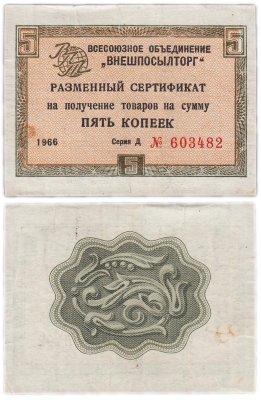 5 5
ВСЕСОЮЗНОЕ ОБЪЕДИНЕНИЕ
„ВНЕШПОСЫЛТОРГ"
РАЗМЕННЫЙ СЕРТИФИКАТ
на получение товаров на сумму
ПЯТЬ КОПЕЕК
1966 Серия Д № 603482
5